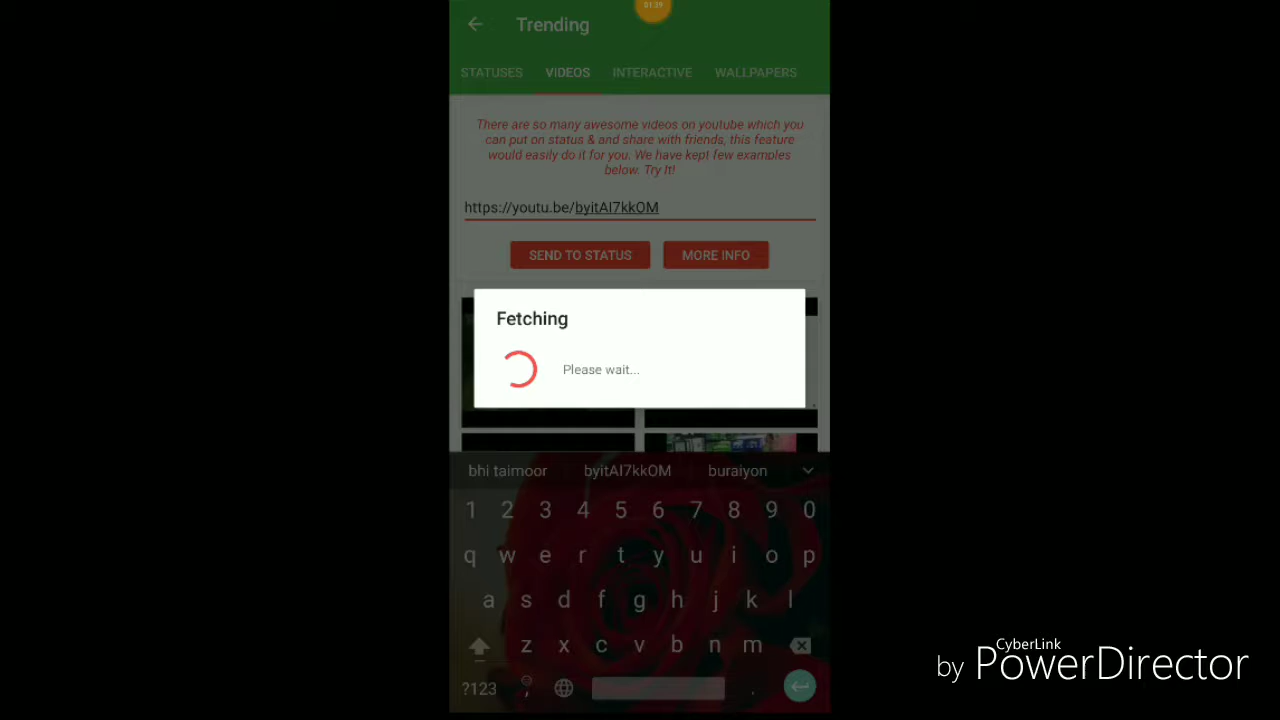 01:39
Trending
STATUSES VIDEOS INTERACTIVE WALLPAPERS
There are so many awesome videos on youtube which you
can put on status & and share with friends, this feature
would easily do it for you. We have kept few examples
below. Try It!
https://youtu.be/byitAI7kkOM
SEND TO STATUS MORE INFO
Fetching
Please wait...
bhi taimoor byitAI7kkOM buraiyon
1 2 3 4 5 6 7 8 9 0
q w e r t y u i o p
a s d f g h j k l
z x c v b n m
?123 , .
CyberLink
by PowerDirector